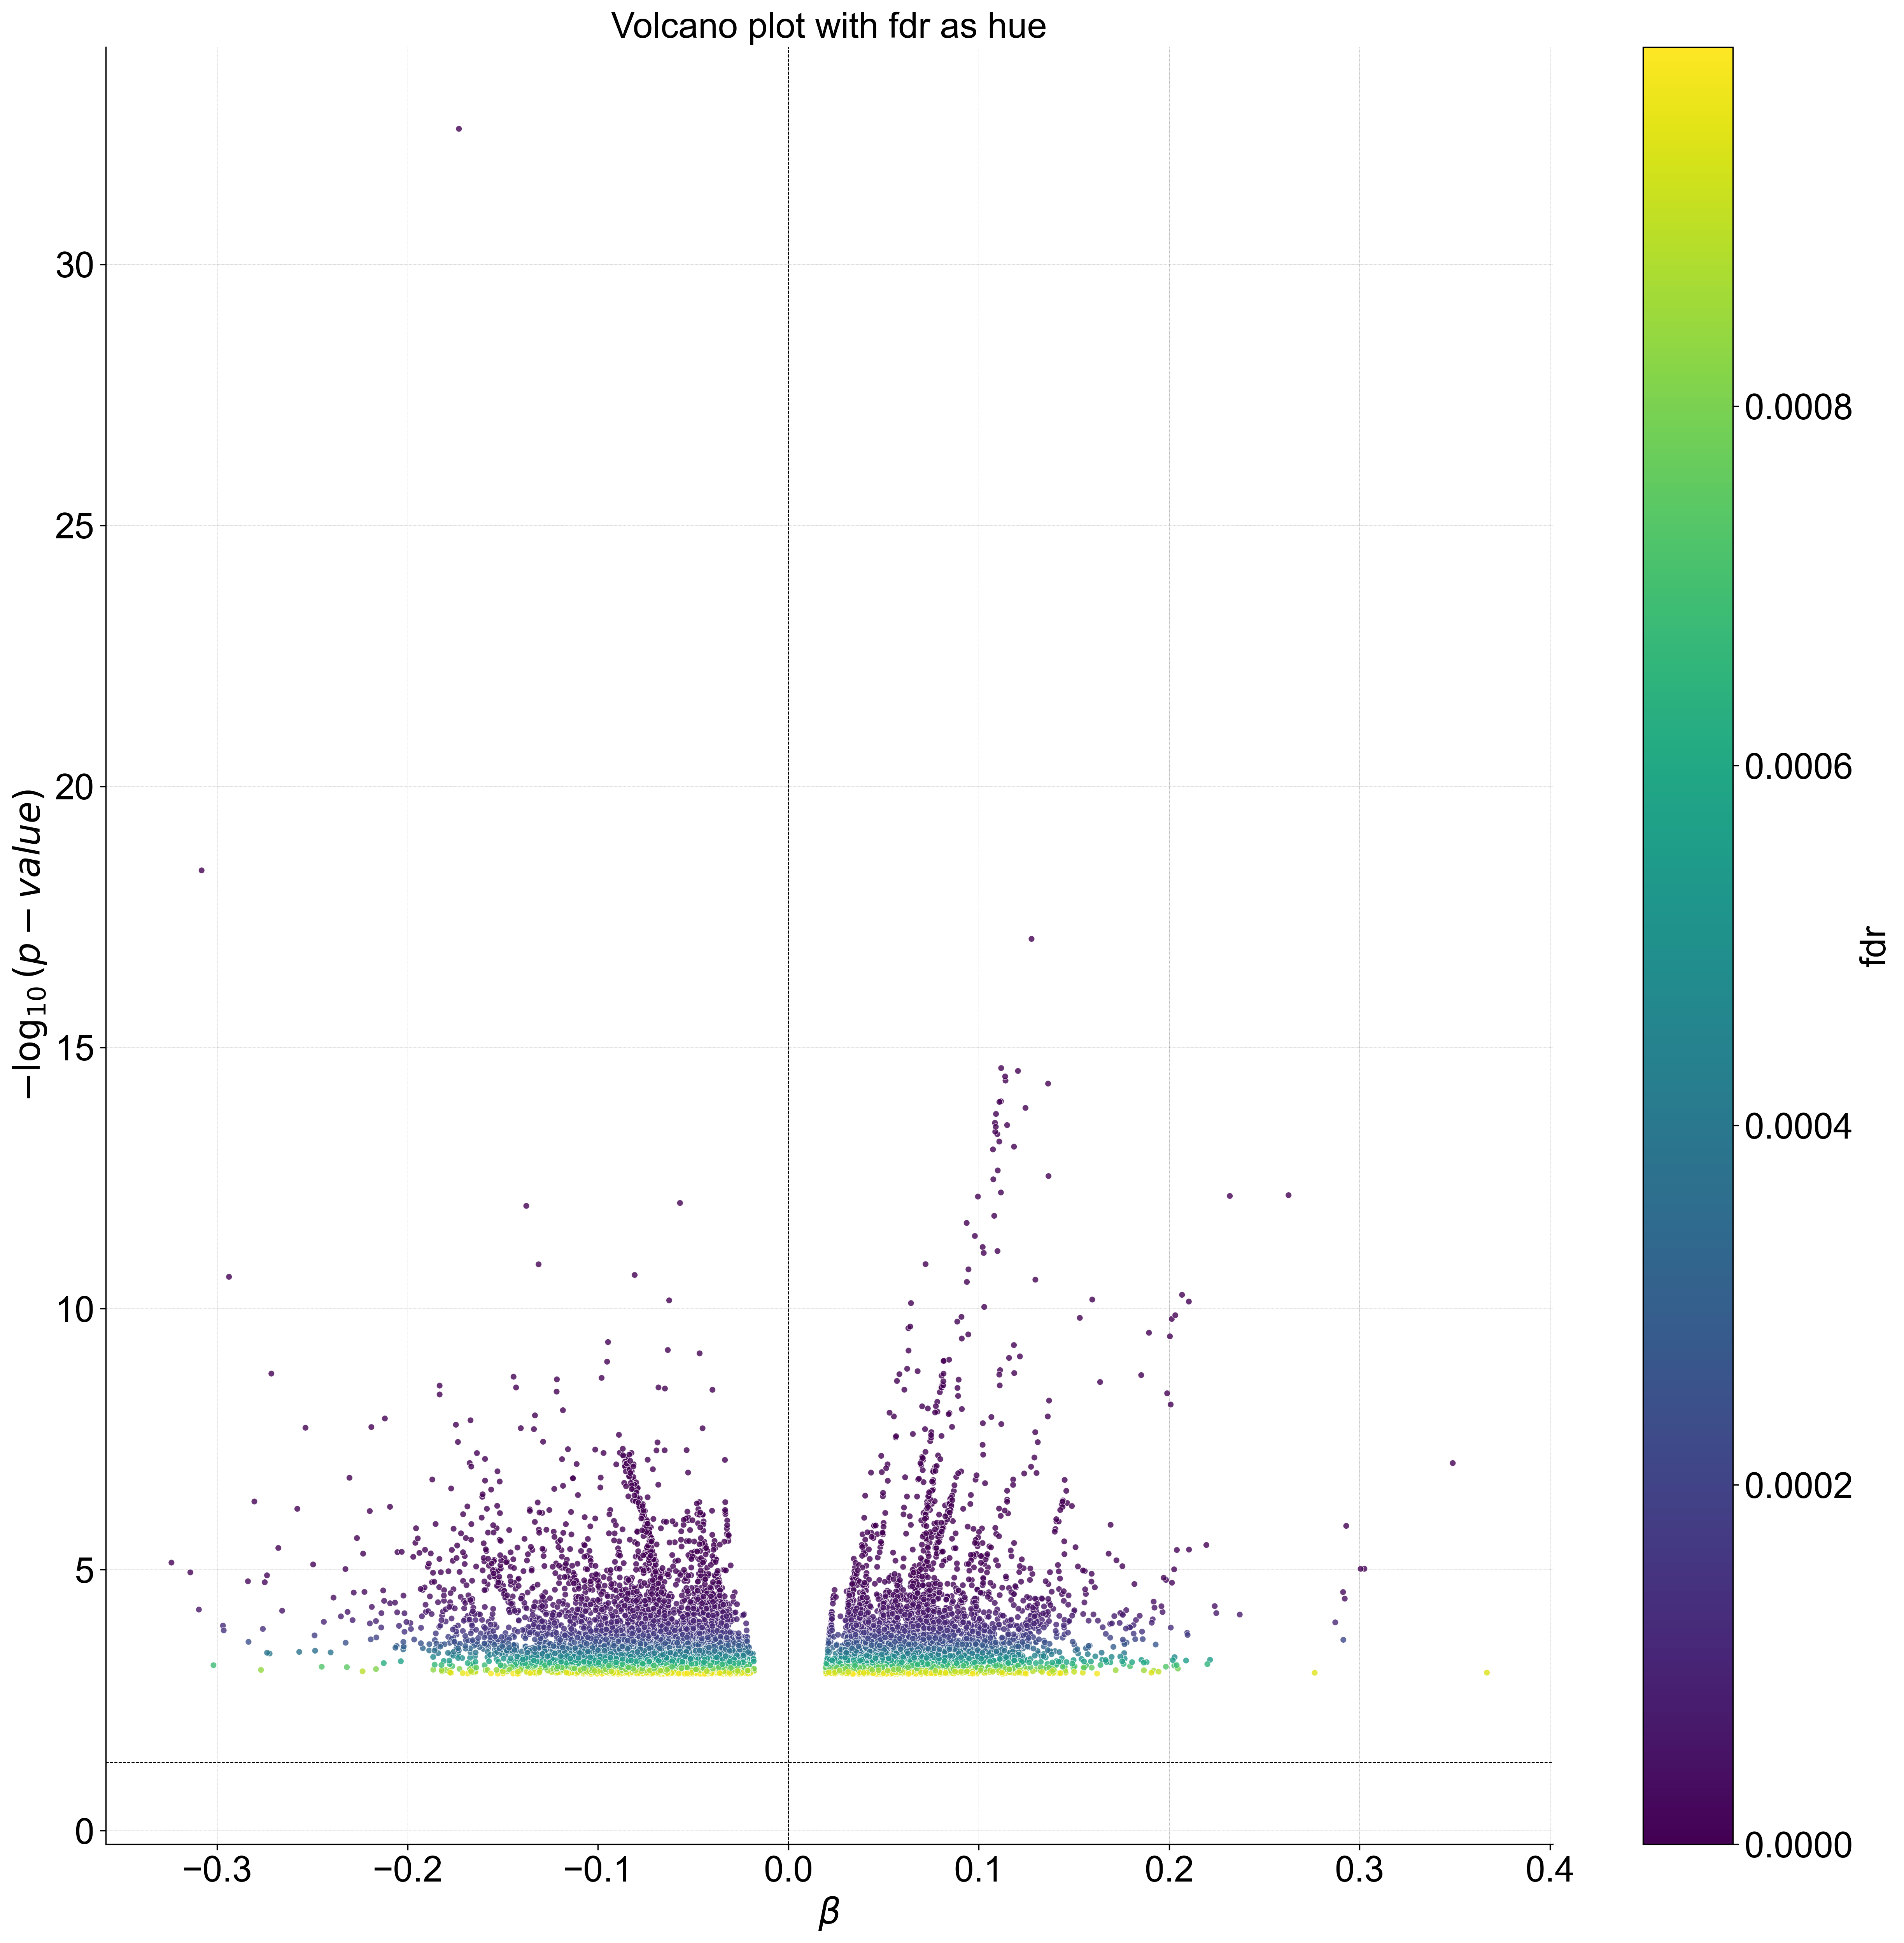 Volcano plot with fdr as hue
−log₁₀ (p − value)
30
25
20
15
10
5
0
−0.3 −0.2 −0.1 0.0 0.1 0.2 0.3 0.4
β
0.0008
0.0006
0.0004
0.0002
0.0000
fdr